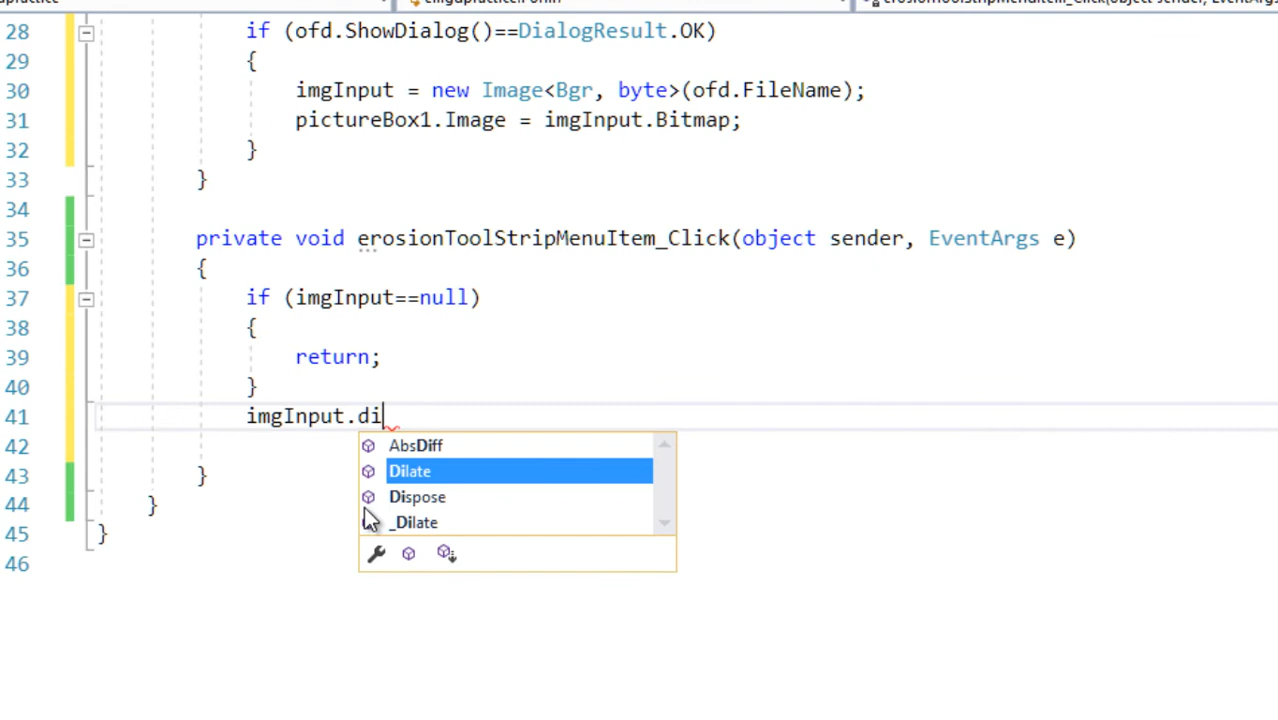 28 if (ofd.ShowDialog()==DialogResult.OK)
29 {
30 imgInput = new Image<Bgr, byte>(ofd.FileName);
31 pictureBox1.Image = imgInput.Bitmap;
32 }
33 }
34
35 private void erosionToolStripMenuItem_Click(object sender, EventArgs e)
36 {
37 if (imgInput==null)
38 {
39 return;
40 }
41 imgInput.di
AbsDiff
42
Dilate
43 }
Dispose
44 }
_Dilate
45 }
46